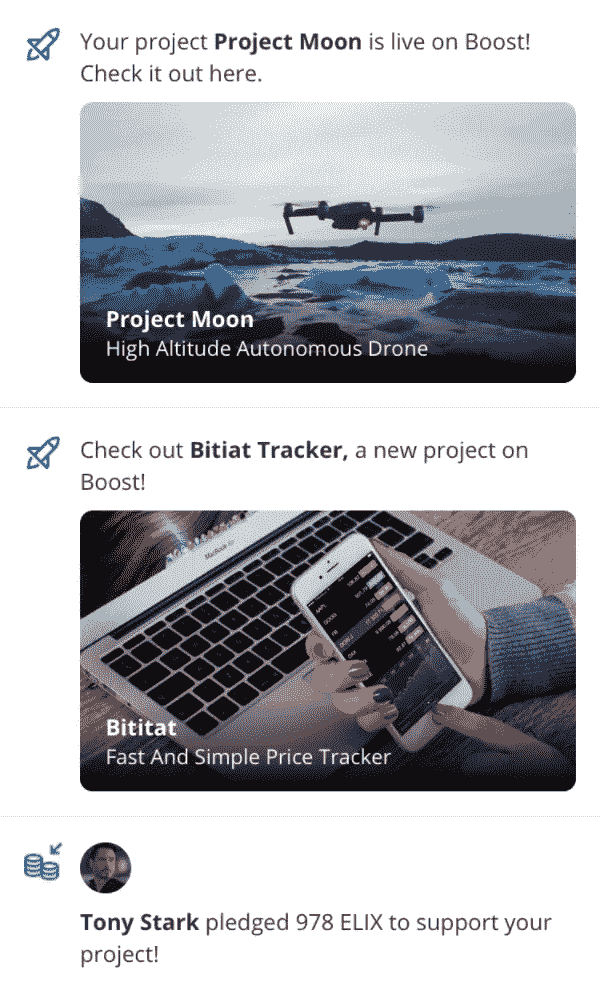 Your project Project Moon is live on Boost!
Check it out here.
Project Moon
High Altitude Autonomous Drone
Check out Bitiat Tracker, a new project on
Boost!
MacBook Air
Bititat
Fast And Simple Price Tracker
Tony Stark pledged 978 ELIX to support your
project!